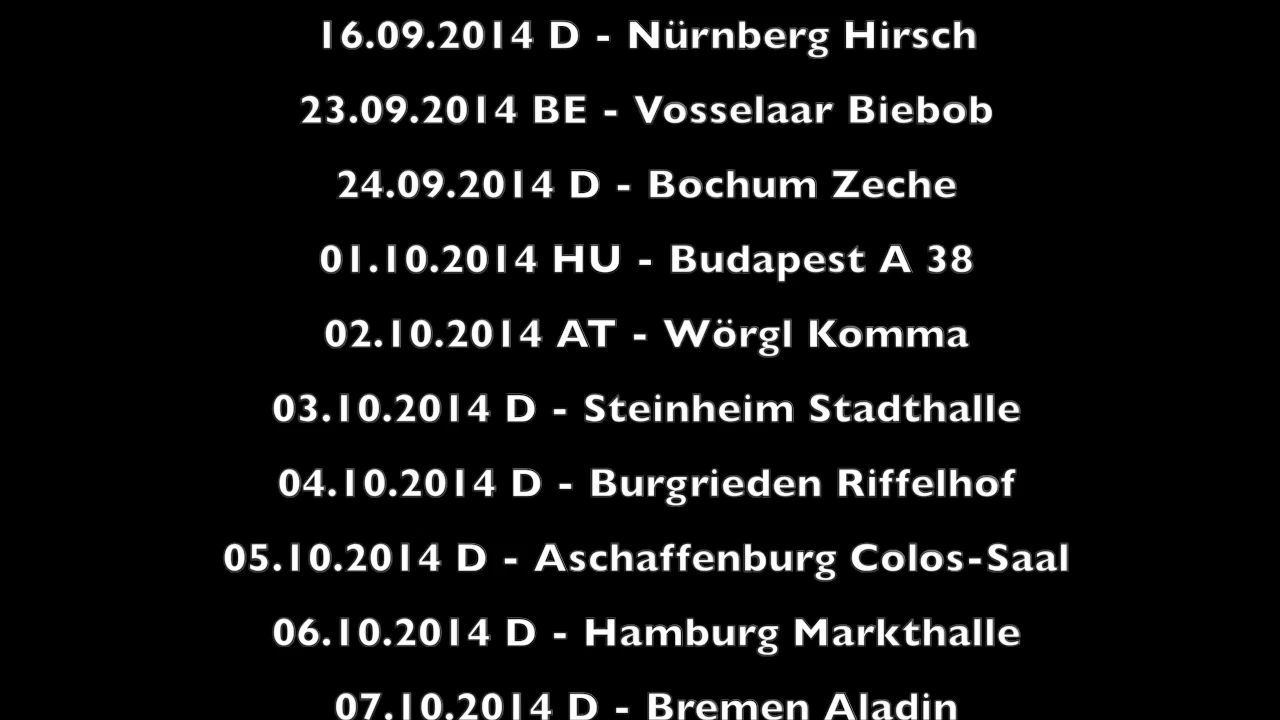 16.09.2014 D - Nürnberg Hirsch
23.09.2014 BE - Vosselaar Biebob
24.09.2014 D - Bochum Zeche
01.10.2014 HU - Budapest A 38
02.10.2014 AT - Wörgl Komma
03.10.2014 D - Steinheim Stadthalle
04.10.2014 D - Burgrieden Riffelhof
05.10.2014 D - Aschaffenburg Colos-Saal
06.10.2014 D - Hamburg Markthalle
07.10.2014 D - Bremen Aladin